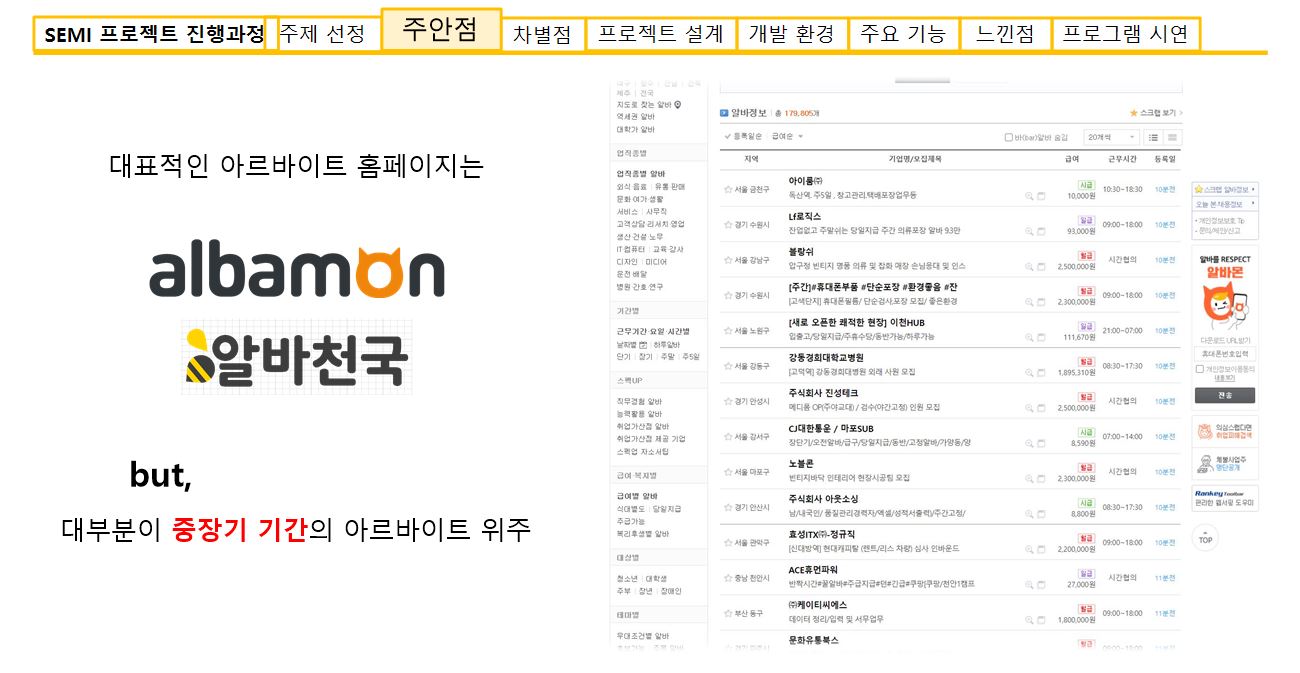 SEMI 프로젝트 진행과정 주제 선정 주안점 차별점 프로젝트 설계 개발 환경 주요 기능 느낀점 프로그램 시연
대표적인 아르바이트 홈페이지는
albamon
알바천국
but,
대부분이 중장기 기간의 아르바이트 위주
제주 전국
지도로 찾는 알바
역세권 알바
대학가 알바
업직종별
업직종별 알바
외식 음료 유통 판매
문화 여가 생활
서비스 사무직
고객상담·리서치·영업
생산·건설·노무
IT 컴퓨터 교육·강사
디자인 미디어
운전 배달
병원·간호·연구
기간별
근무기간·요일·시간별
날짜별 하루알바
단기 장기 주말 주5일
스펙UP
직무경험 알바
능력활용 알바
취업가산점 알바
취업가산점 제공 기업
스펙업 자소서팁
급여·복지별
급여별 알바
식대별도 당일지급
주급가능
복리후생별 알바
대상별
청소년 대학생
주부 장년 장애인
테마별
우대조건별 알바
알바정보 총 179,805개
스크랩 보기
등록일순 급여순 바(bar)알바 숨김 20개씩
지역 기업명/모집제목 급여 근무시간 등록일
아이룸㈜
서울 금천구 독산역. 주5일 , 창고관리.택배포장업무등 시급 10,000원 10:30~18:30 10분전
Lf로직스
경기 수원시 잔업없고 주말쉬는 당일지급 주간 의류포장 알바 93만 일급 93,000원 09:00~18:00 10분전
블랑쉬
서울 강남구 압구정 빈티지 명품 의류 및 잡화 매장 손님응대 및 인스 월급 2,500,000원 시간협의 10분전
[주간]#휴대폰부품 #단순포장 #환경좋음 #잔
경기 수원시 [고색단지] 휴대폰필름/ 단순검사,포장 모집/ 좋은환경 월급 2,300,000원 09:00~18:00 10분전
[새로 오픈한 쾌적한 현장] 이천HUB
서울 노원구 입출고/당일지급/주휴수당/동반가능/하루가능 일급 111,670원 21:00~07:00 10분전
강동경희대학교병원
서울 강동구 [고덕역] 강동경희대병원 외래 사원 모집 월급 1,895,310원 08:30~17:30 10분전
주식회사 진성테크
경기 안성시 메디폼 OP(주야교대) / 검수(야간고정) 인원 모집 월급 2,500,000원 시간협의 10분전
CJ대한통운 / 마포SUB
서울 강서구 장단기/오전알바/급구/당일지급/동반/고정알바/가양동/양 시급 8,590원 07:00~14:00 10분전
노블콘
서울 마포구 빈티지바닥 인테리어 현장시공팀 모집 월급 2,300,000원 시간협의 10분전
주식회사 아웃소싱
경기 안산시 남/내국인/ 품질관리경력자/엑셀/성적서출력/주간고정/ 시급 8,800원 08:30~17:30 10분전
효성ITX㈜-정규직
서울 관악구 [신대방역] 현대캐피탈 (렌트/리스 차량) 심사 인바운드 월급 2,200,000원 09:00~18:00 10분전
ACE휴먼파워
충남 천안시 반짝시간#꿀알바#주급지급#던#긴급#쿠팡[쿠팡/천안1캠프 일급 27,000원 시간협의 11분전
㈜케이티씨에스
부산 동구 데이터 정리/입력 및 서무업무 월급 1,800,000원 09:00~18:00 11분전
문화유통북스
스크랩 알바정보
오늘 본 채용정보
개인정보보호 Tip
문의/제안/신고
알바를 RESPECT
알바몬
다운로드 URL받기
휴대폰번호입력
개인정보이용동의
내용보기
전송
의심스럽다면
취업피해검색
체불사업주
명단공개
Rankey Toolbar
편리한 웹서핑 도우미
TOP